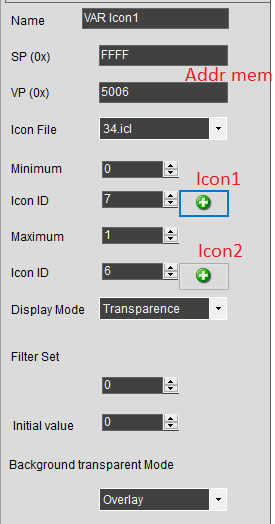 Name VAR Icon1
SP (0x) FFFF
Addr mem
VP (0x) 5006
Icon File 34.icl
Minimum 0
Icon1
Icon ID 7
Maximum 1
Icon2
Icon ID 6
Display Mode Transparence
Filter Set
0
Initial value 0
Background transparent Mode
Overlay